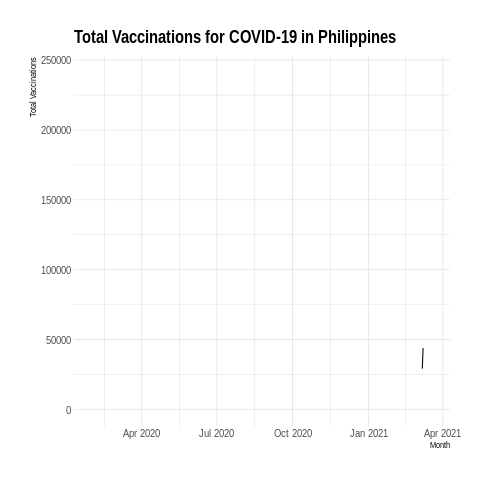 Total Vaccinations for COVID-19 in Philippines
Total Vaccinations
250000
200000
150000
100000
50000
0
Apr 2020 Jul 2020 Oct 2020 Jan 2021 Apr 2021
Month